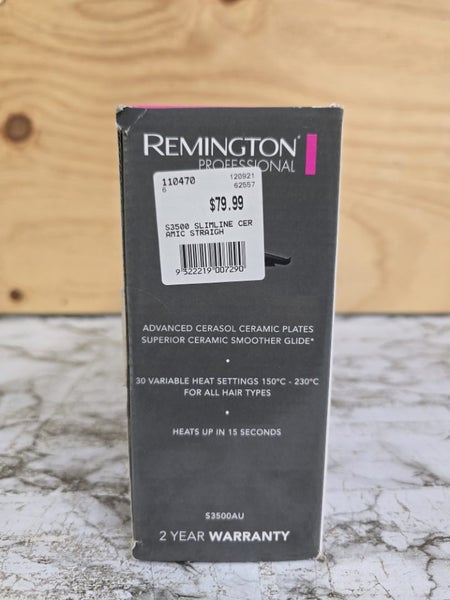 REMINGTON®
PROFESSIONAL
110470
6
120921
62557
$79.99
S3500 SLIMLINE CER
AMIC STRAIGH
9 322219 007290
ADVANCED CERASOL CERAMIC PLATES
SUPERIOR CERAMIC SMOOTHER GLIDE*
•
30 VARIABLE HEAT SETTINGS 150°C - 230°C
FOR ALL HAIR TYPES
•
HEATS UP IN 15 SECONDS
S3500AU
2 YEAR WARRANTY